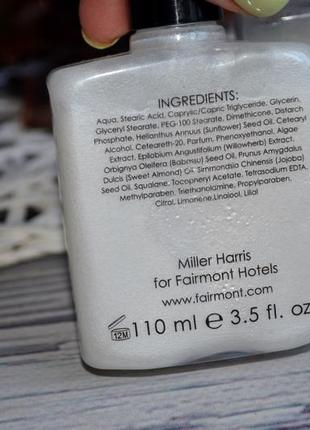 INGREDIENTS:
Aqua, Stearic Acid, Caprylic/Capric Triglyceride, Glycerin,
Glyceryl Stearate, PEG-100 Stearate, Dimethicone, Distarch
Phosphate, Helianthus Annuus (Sunflower) Seed Oil, Cetearyl
Alcohol, Ceteareth-20, Parfum, Phenoxyethanol, Algae
Extract, Epilobium Angustifolium (Willowherb) Extract,
Orbignya Oleifera (Babassu) Seed Oil, Prunus Amygdalus
Dulcis (Sweet Almond) Oil, Simmondsia Chinensis (Jojoba)
Seed Oil, Squalane, Tocopheryl Acetate, Tetrasodium EDTA,
Methylparaben, Triethanolamine, Propylparaben,
Citral, Limonene, Linalool, Lilial
Miller Harris
for Fairmont Hotels
www.fairmont.com
12M 110 ml e 3.5 fl. oz